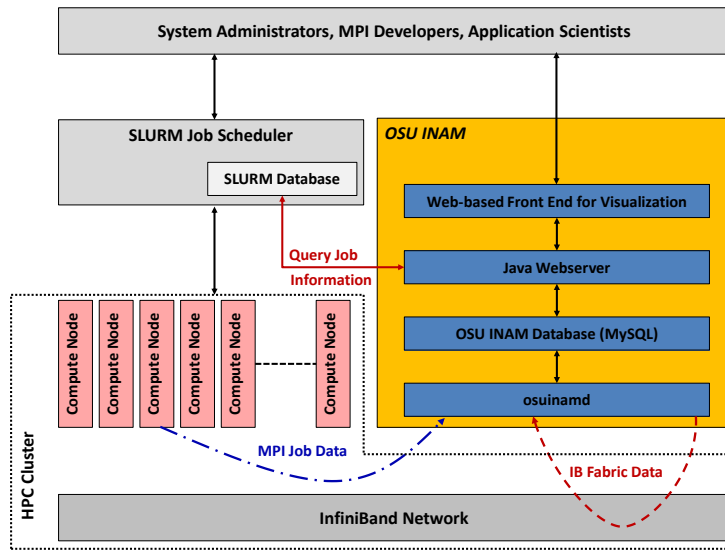 System Administrators, MPI Developers, Application Scientists
SLURM Job Scheduler
SLURM Database
OSU INAM
Web-based Front End for Visualization
Query Job
Information
Java Webserver
OSU INAM Database (MySQL)
osuinamd
Compute Node
Compute Node
Compute Node
Compute Node
Compute Node
Compute Node
MPI Job Data
IB Fabric Data
HPC Cluster
InfiniBand Network